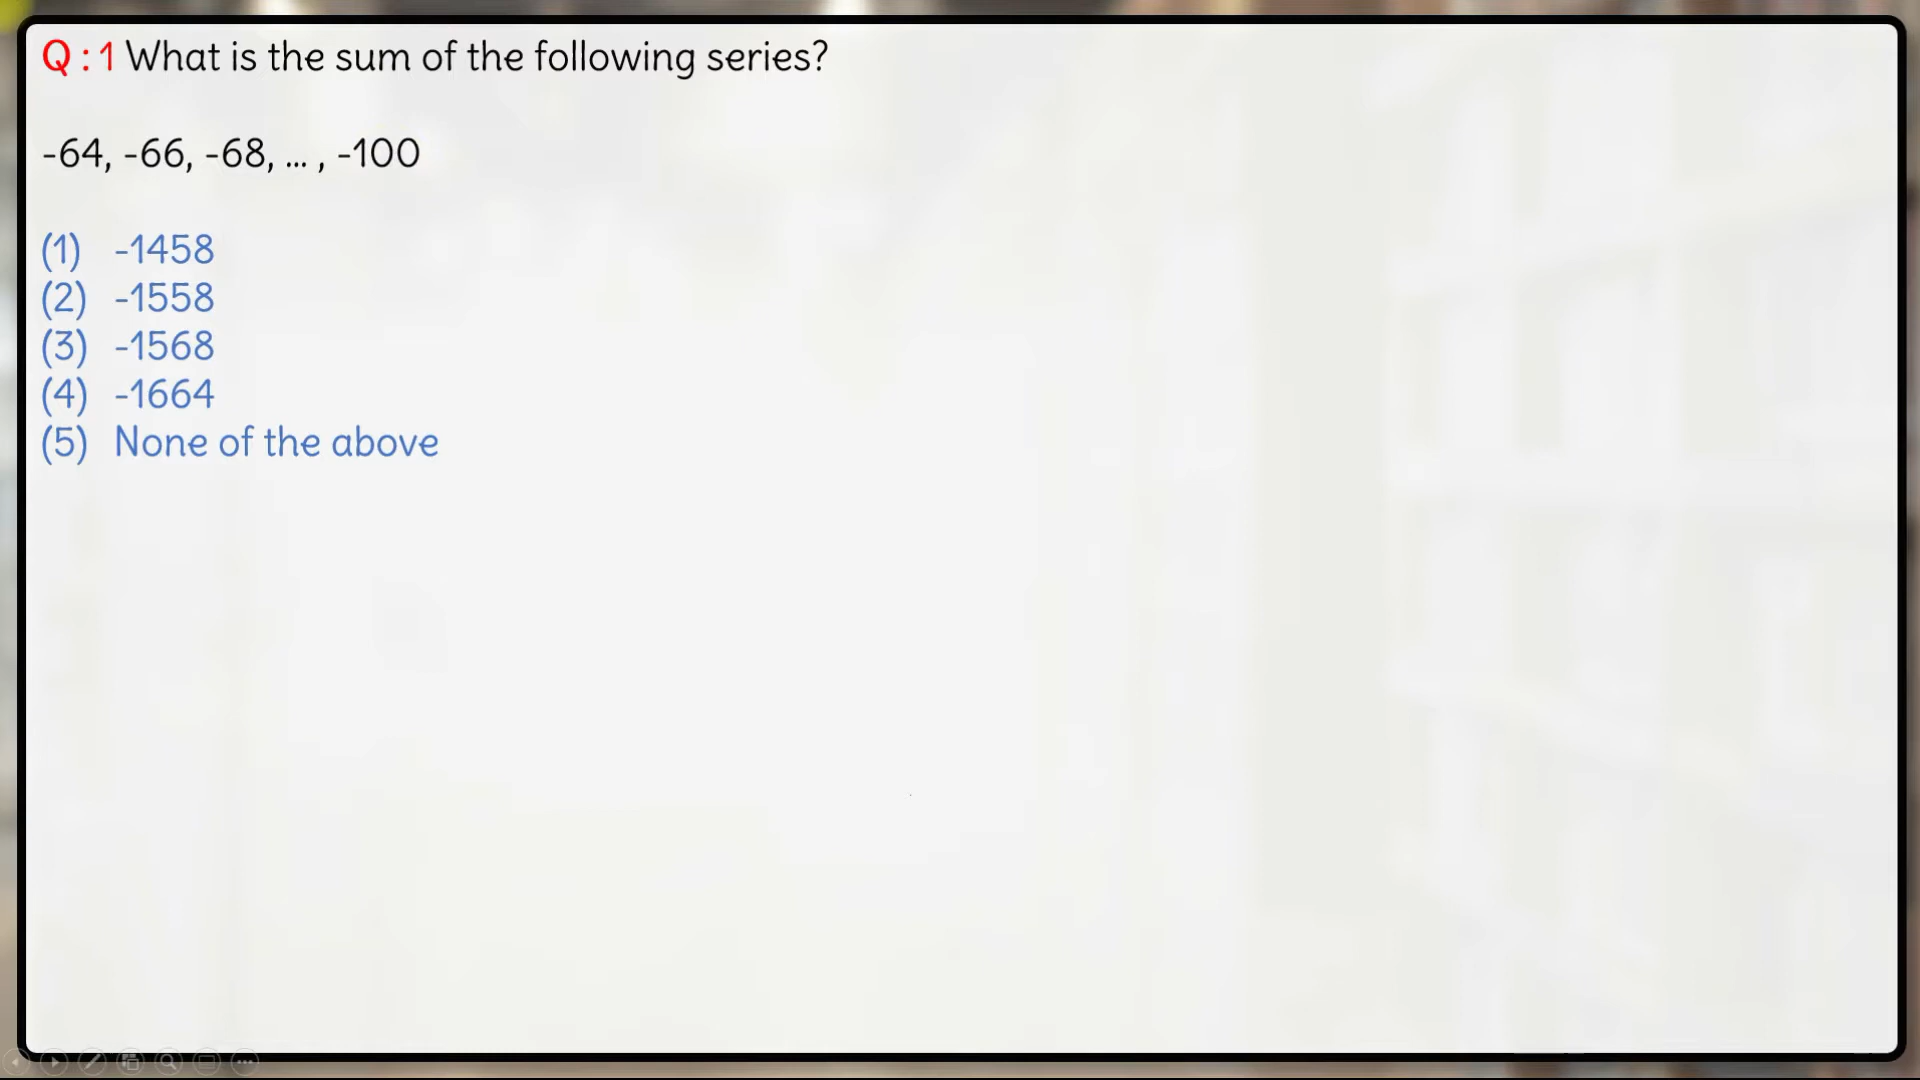 Q : 1 What is the sum of the following series?
-64, -66, -68, ... , -100
(1) -1458
(2) -1558
(3) -1568
(4) -1664
(5) None of the above